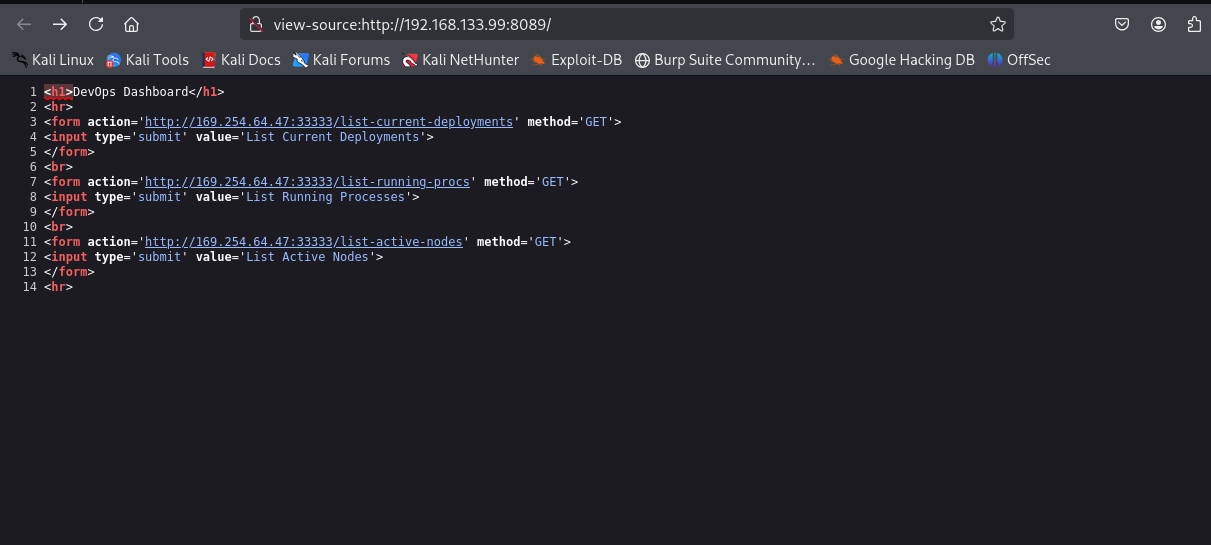 view-source:http://192.168.133.99:8089/
Kali Linux Kali Tools Kali Docs Kali Forums Kali NetHunter Exploit-DB Burp Suite Community… Google Hacking DB OffSec
1 <h1>DevOps Dashboard</h1>
2 <hr>
3 <form action='http://169.254.64.47:33333/list-current-deployments' method='GET'>
4 <input type='submit' value='List Current Deployments'>
5 </form>
6 <br>
7 <form action='http://169.254.64.47:33333/list-running-procs' method='GET'>
8 <input type='submit' value='List Running Processes'>
9 </form>
10 <br>
11 <form action='http://169.254.64.47:33333/list-active-nodes' method='GET'>
12 <input type='submit' value='List Active Nodes'>
13 </form>
14 <hr>